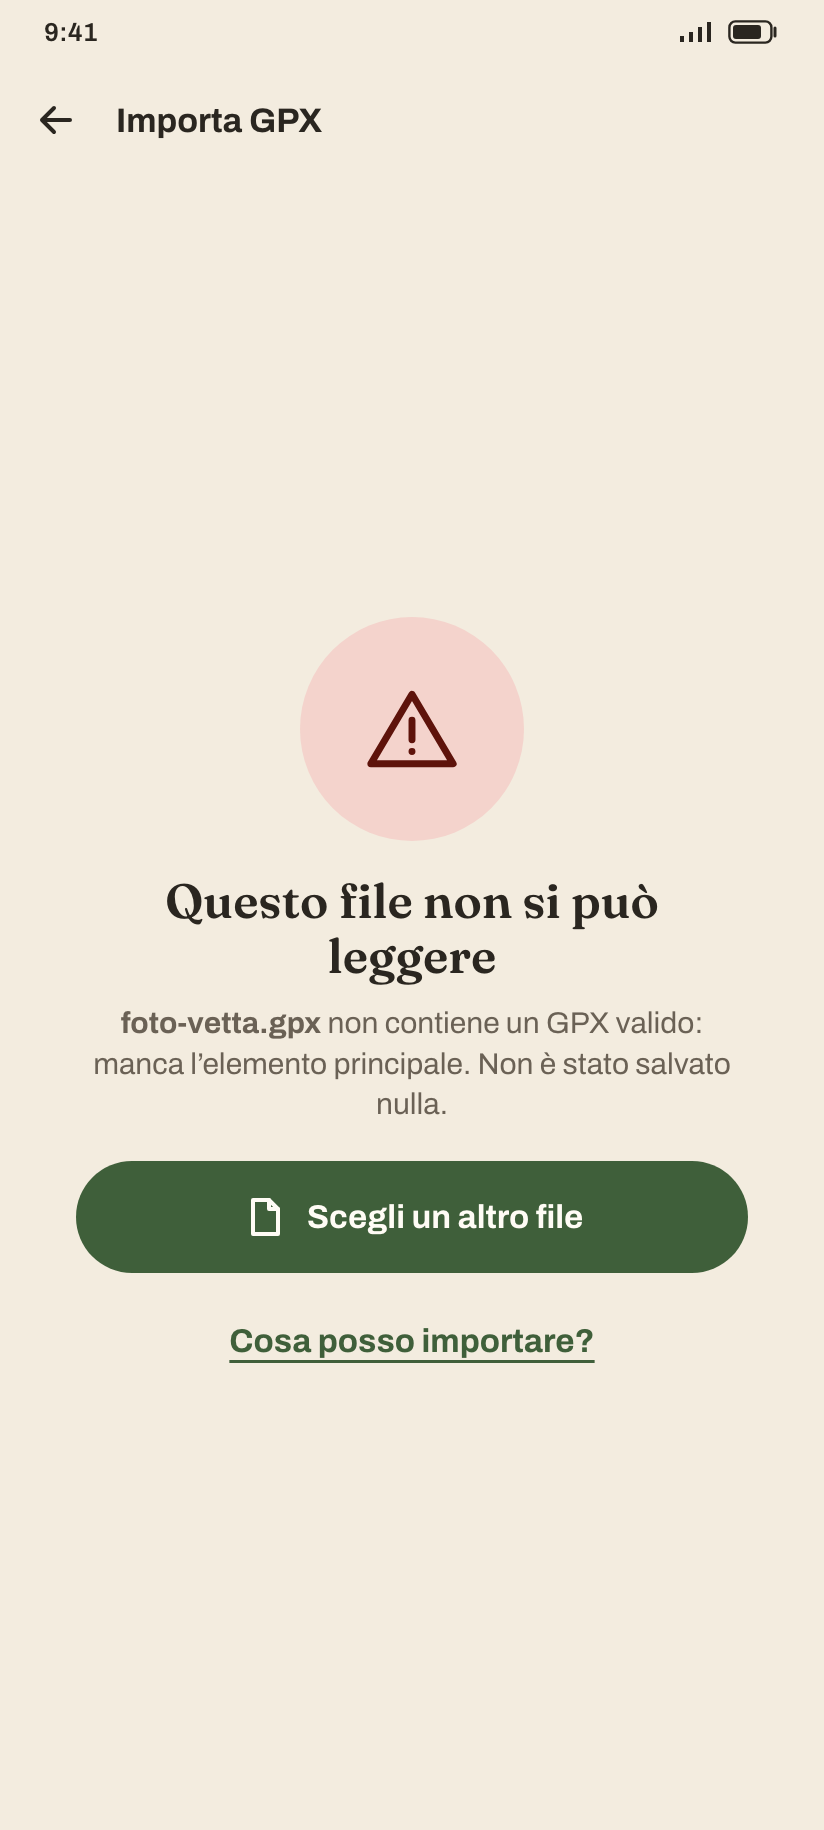 9:41
Importa GPX
Questo file non si può
leggere
foto-vetta.gpx non contiene un GPX valido:
manca l’elemento principale. Non è stato salvato
nulla.
Scegli un altro file
Cosa posso importare?